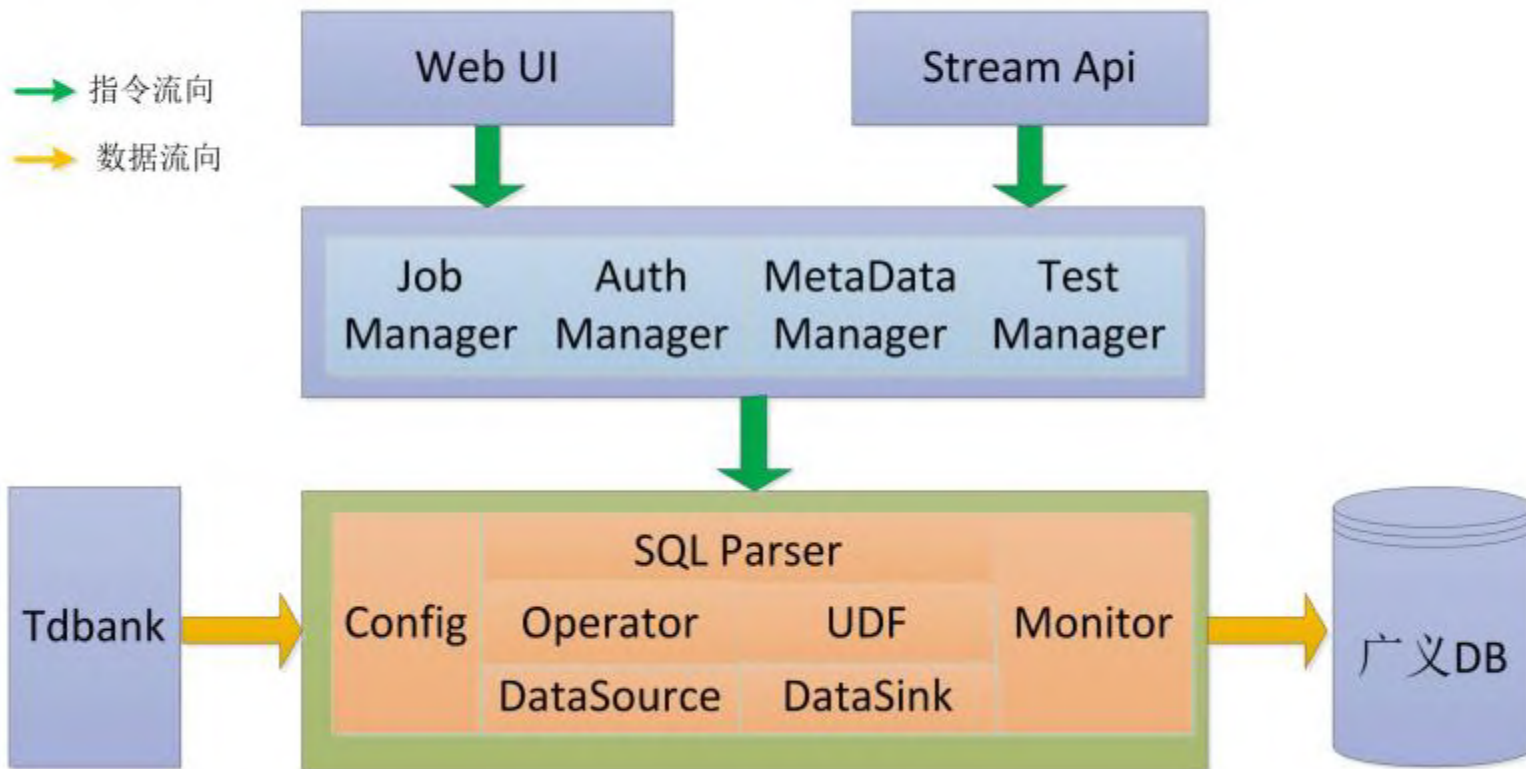 Web UI
Stream Api
指令流向
数据流向
Job
Manager
Auth
Manager
MetaData
Manager
Test
Manager
Tdbank
Config
SQL Parser
Operator
UDF
DataSource
DataSink
Monitor
广义DB